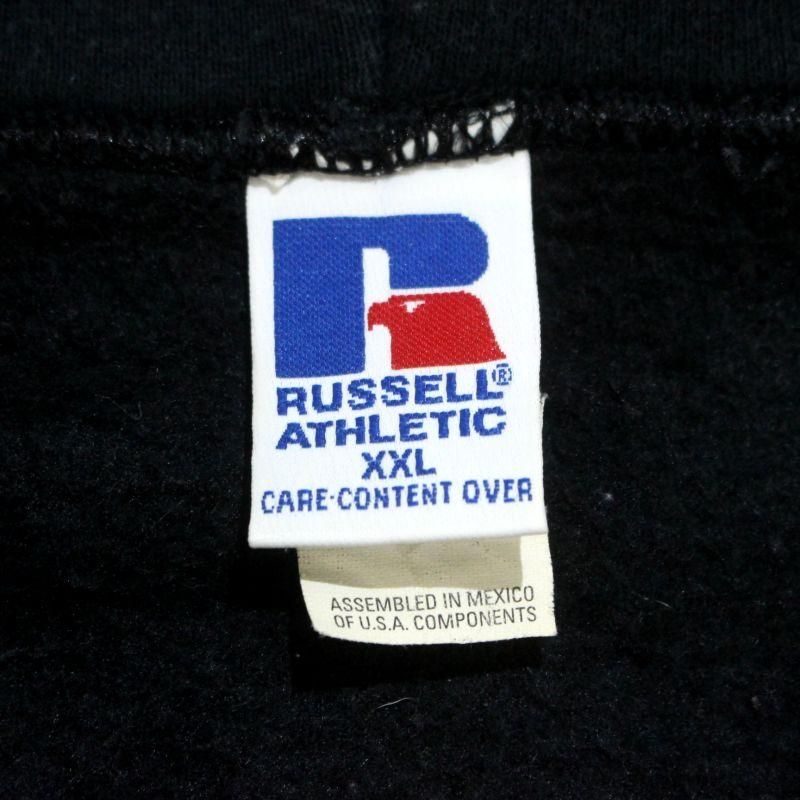 RUSSELL®
ATHLETIC
XXL
CARE-CONTENT OVER
ASSEMBLED IN MEXICO
OF U.S.A. COMPONENTS